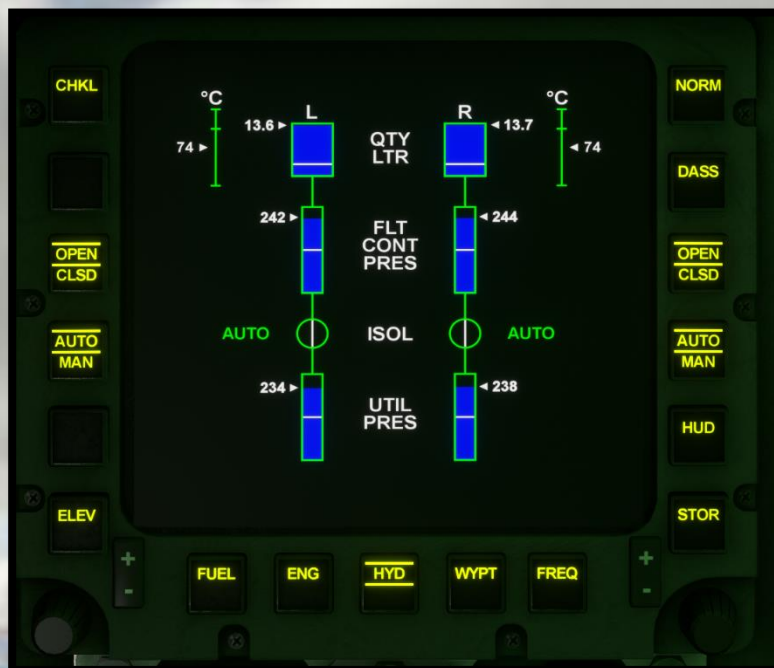 CHKL
NORM
°C
L
R
°C
13.6
13.7
QTY
LTR
74
74
DASS
242
244
FLT
CONT
PRES
OPEN
CLSD
OPEN
CLSD
AUTO
ISOL
AUTO
AUTO
MAN
AUTO
MAN
234
238
UTIL
PRES
HUD
ELEV
STOR
+
-
FUEL
ENG
HYD
WYPT
FREQ
+
-